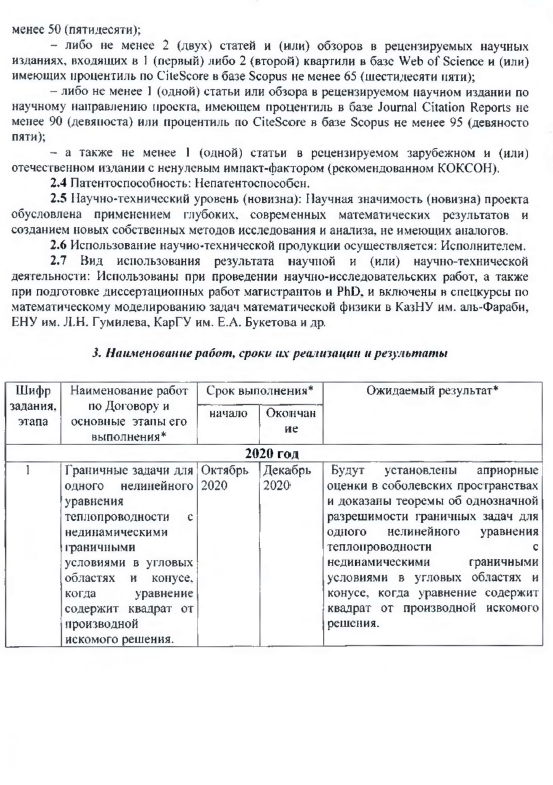 менее 50 (пятидесяти);
– либо не менее 2 (двух) статей и (или) обзоров в рецензируемых научных
изданиях, входящих в 1 (первый) либо 2 (второй) квартили в базе Web of Science и (или)
имеющих процентиль по CiteScore в базе Scopus не менее 65 (шестидесяти пяти);
– либо не менее 1 (одной) статьи или обзора в рецензируемом научном издании по
научному направлению проекта, имеющем процентиль в базе Journal Citation Reports не
менее 90 (девяноста) или процентиль по CiteScore в базе Scopus не менее 95 (девяносто
пяти);
– а также не менее 1 (одной) статьи в рецензируемом зарубежном и (или)
отечественном издании с ненулевым импакт-фактором (рекомендованном КОКСОН).
2.4 Патентоспособность: Непатентоспособен.
2.5 Научно-технический уровень (новизна): Научная значимость (новизна) проекта
обусловлена применением глубоких, современных математических результатов и
созданием новых собственных методов исследования и анализа, не имеющих аналогов.
2.6 Использование научно-технической продукции осуществляется: Исполнителем.
2.7 Вид использования результата научной и (или) научно-технической
деятельности: Использованы при проведении научно-исследовательских работ, а также
при подготовке диссертационных работ магистрантов и PhD, и включены в спецкурсы по
математическому моделированию задач математической физики в КазНУ им. аль-Фараби,
ЕНУ им. Л.Н. Гумилева, КарГУ им. Е.А. Букетова и др.
3. Наименование работ, сроки их реализации и результаты
Шифр
задания,
этапа
Наименование работ
по Договору и
основные этапы его
выполнения*
Срок выполнения*
начало
Окончан
ие
Ожидаемый результат*
2020 год
1
Граничные задачи для
одного нелинейного
уравнения
теплопроводности с
нединамическими
граничными
условиями в угловых
областях и конусе,
когда уравнение
содержит квадрат от
производной
искомого решения.
Октябрь
2020
Декабрь
2020
Будут установлены априорные
оценки в соболевских пространствах
и доказаны теоремы об однозначной
разрешимости граничных задач для
одного нелинейного уравнения
теплопроводности с
нединамическими граничными
условиями в угловых областях и
конусе, когда уравнение содержит
квадрат от производной искомого
решения.